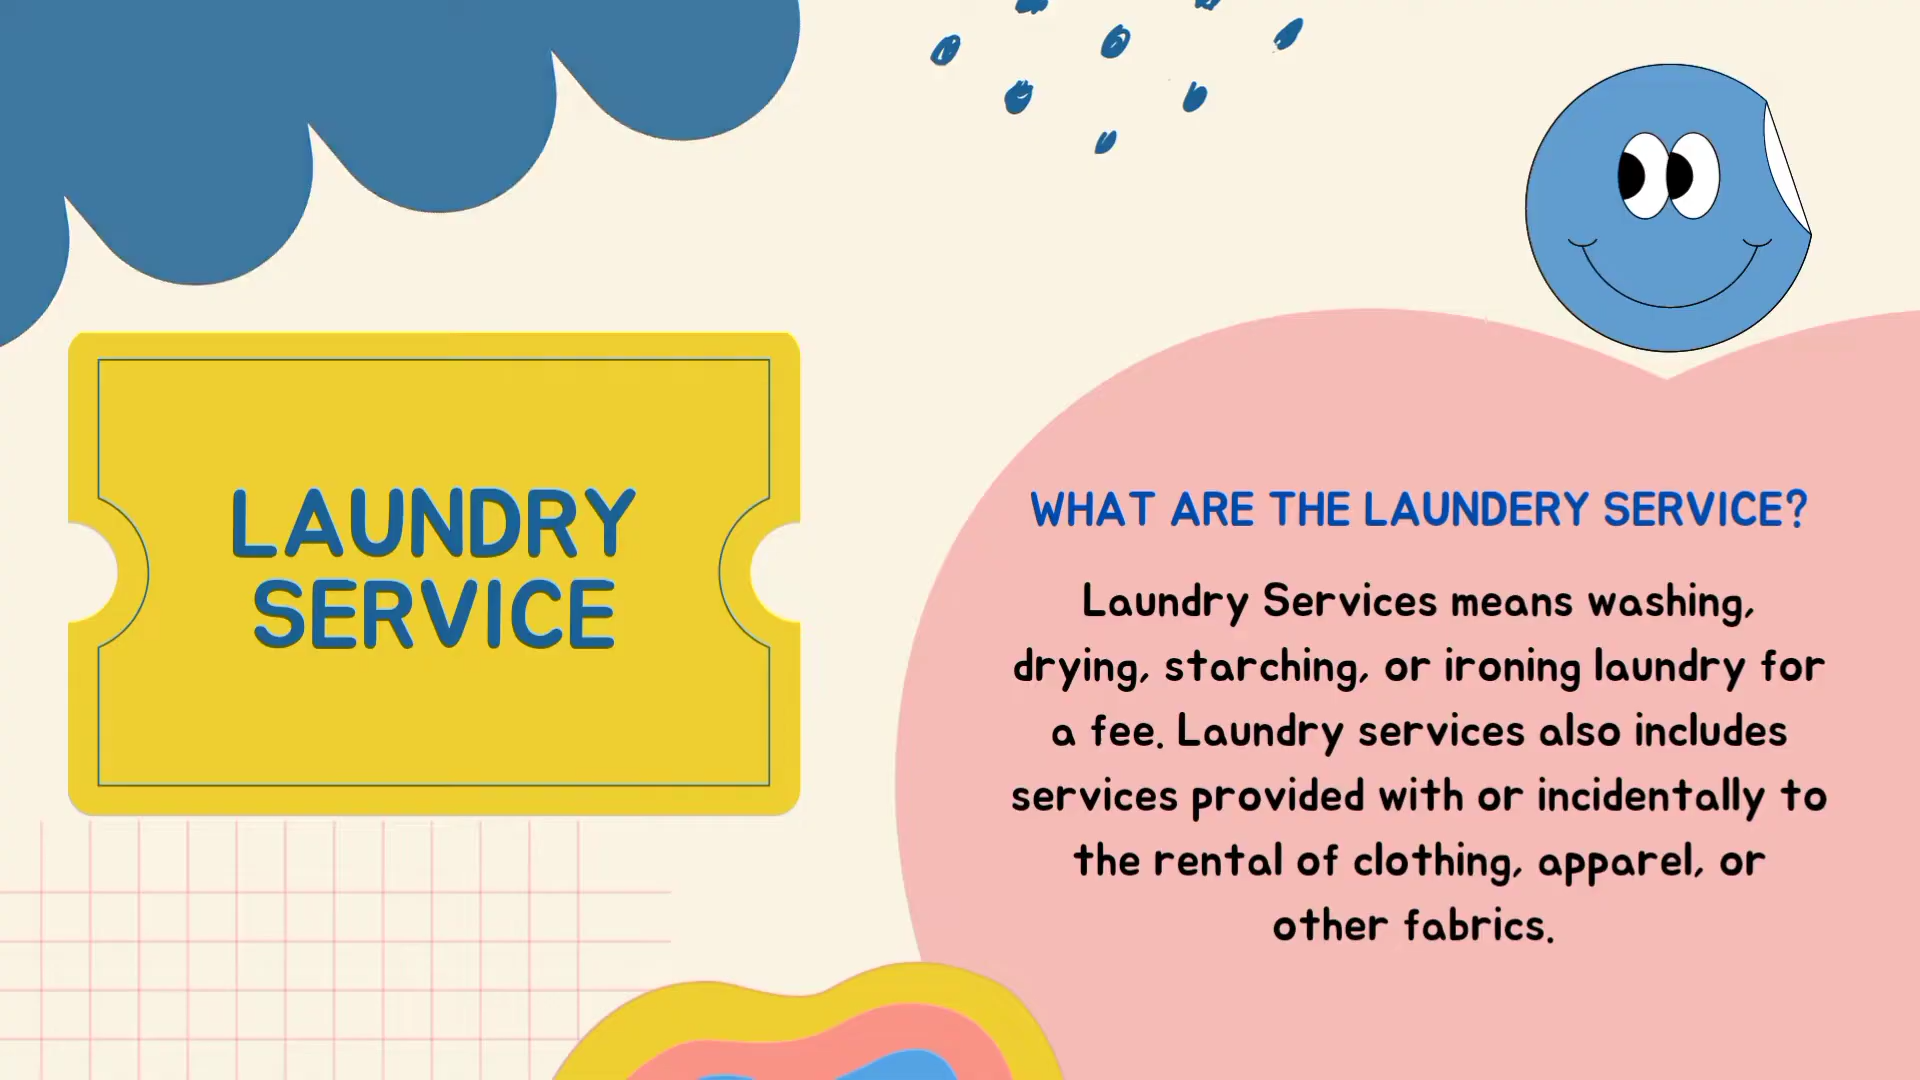 LAUNDRY
SERVICE
WHAT ARE THE LAUNDERY SERVICE?
Laundry Services means washing,
drying, starching, or ironing laundry for
a fee. Laundry services also includes
services provided with or incidentally to
the rental of clothing, apparel, or
other fabrics.